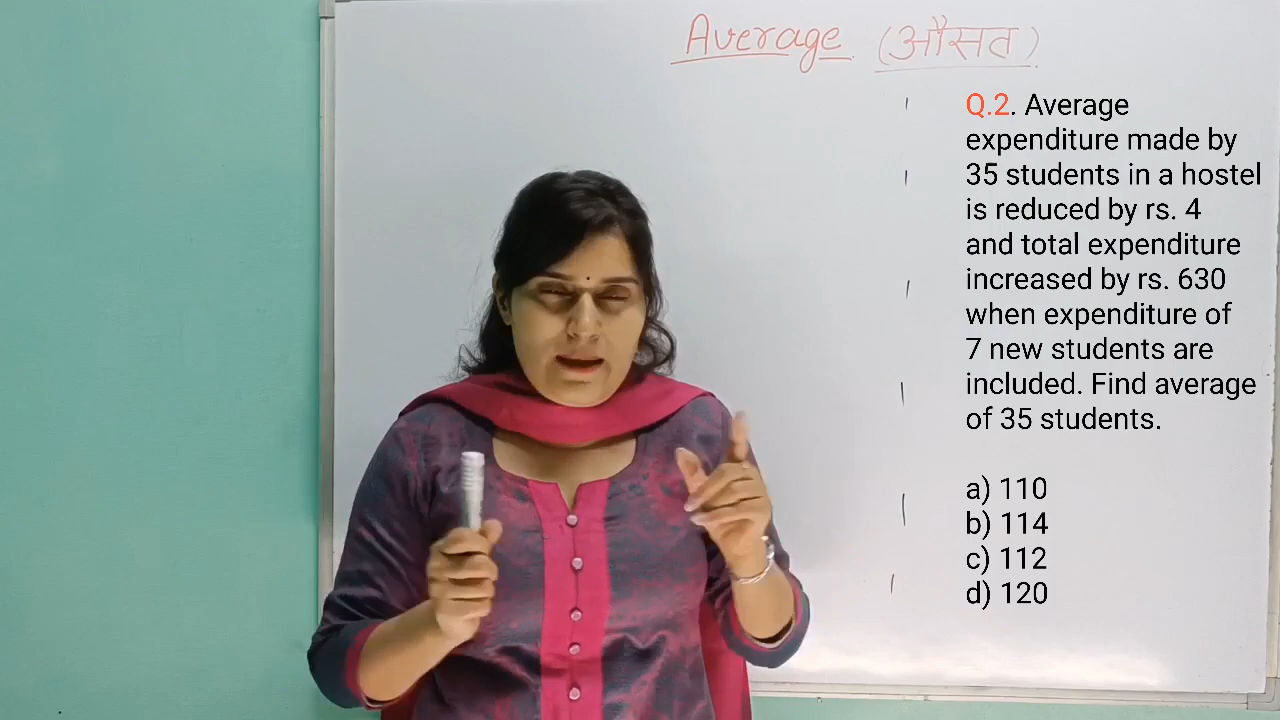 Average (औसत)
Q.2. Average
expenditure made by
35 students in a hostel
is reduced by rs. 4
and total expenditure
increased by rs. 630
when expenditure of
7 new students are
included. Find average
of 35 students.
a) 110
b) 114
c) 112
d) 120